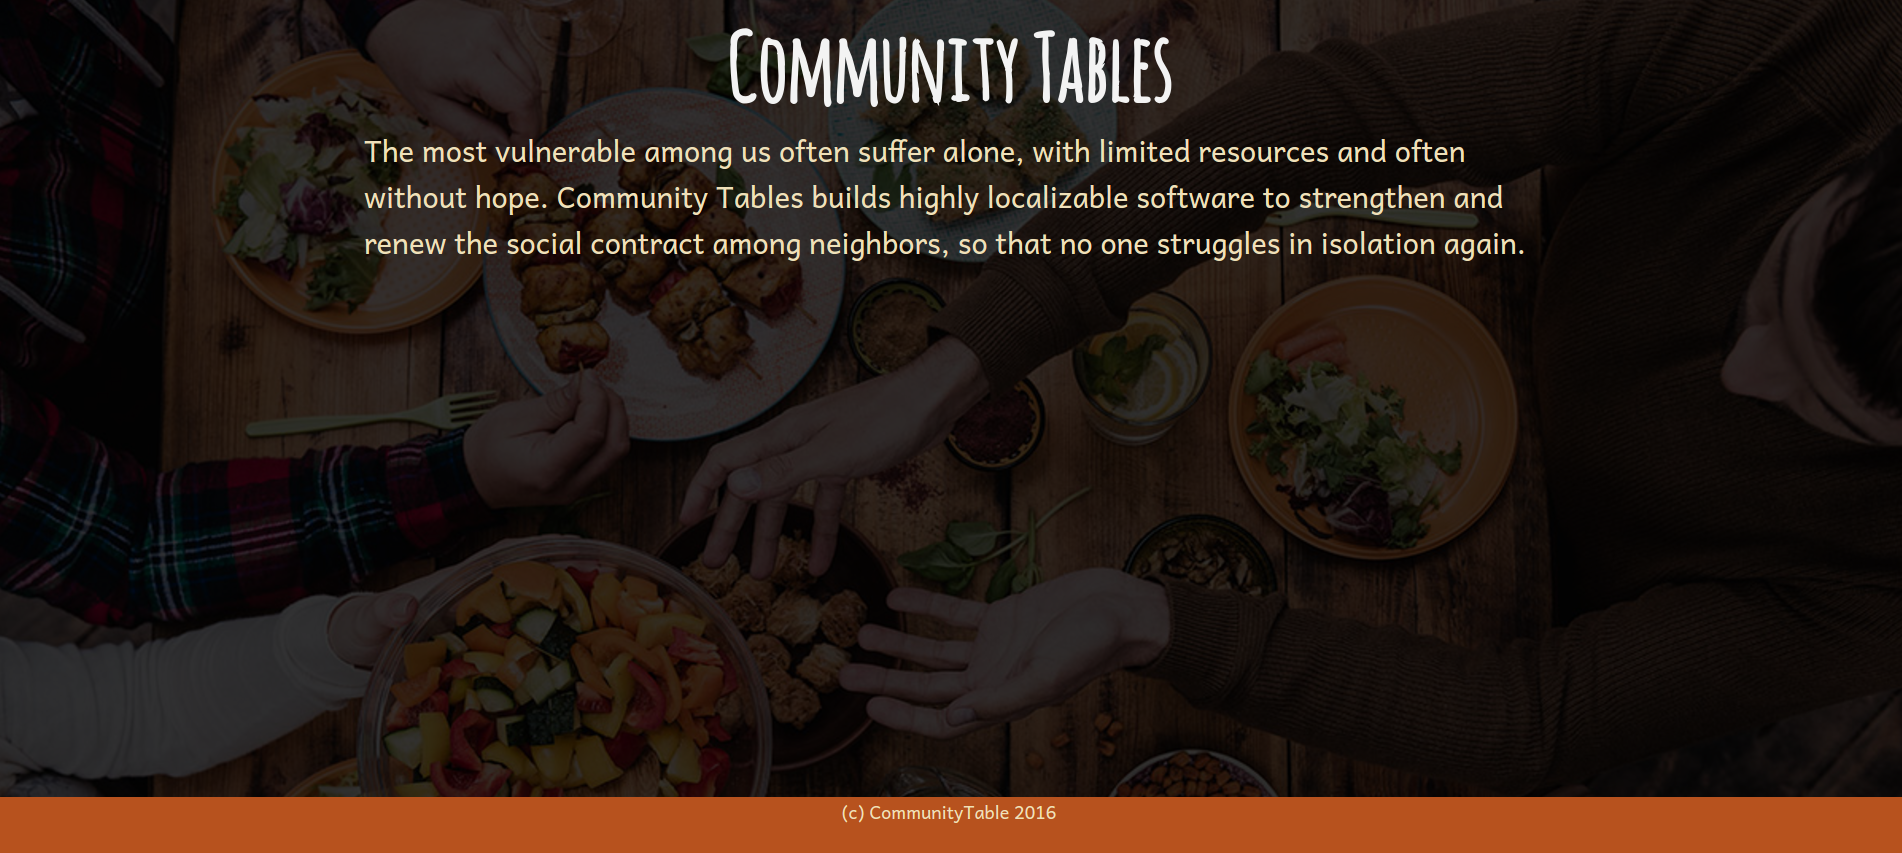 Community Tables
The most vulnerable among us often suffer alone, with limited resources and often
without hope. Community Tables builds highly localizable software to strengthen and
renew the social contract among neighbors, so that no one struggles in isolation again.
(c) CommunityTable 2016